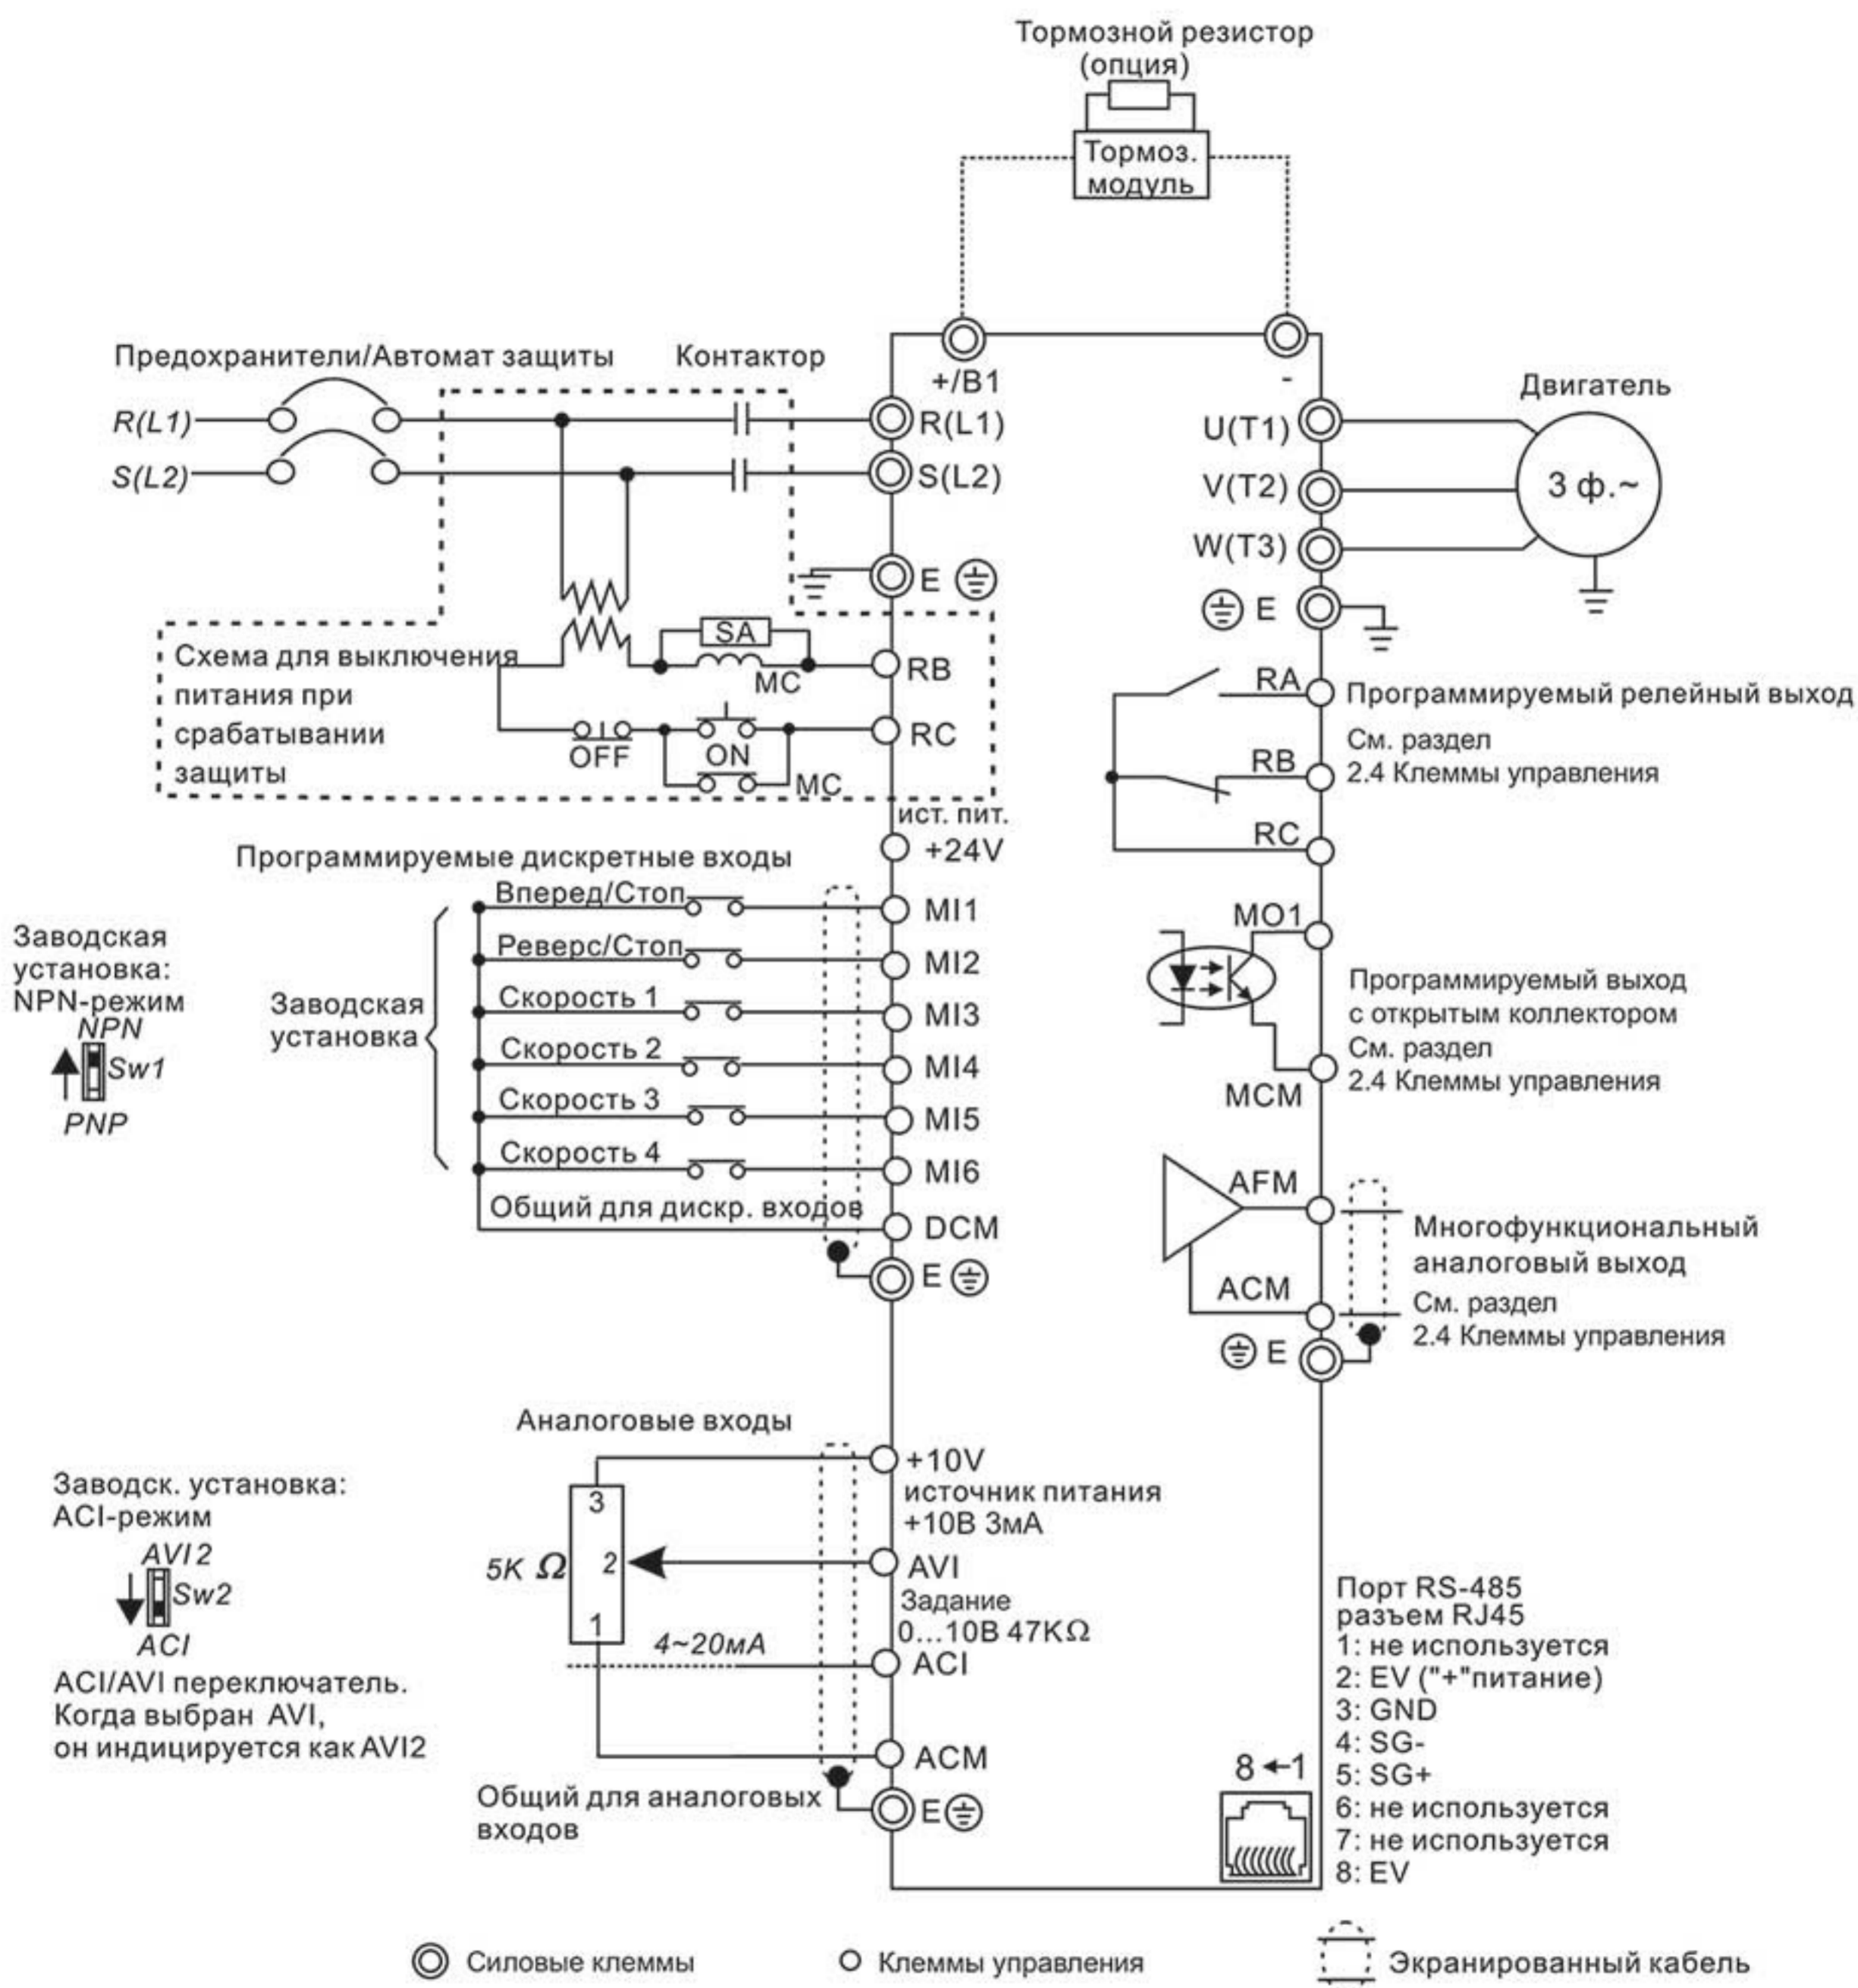 Тормозной резистор
(опция)
Тормоз.
модуль
Предохранители/Автомат защиты
Контактор
+/B1
-
Двигатель
R(L1)
R(L1)
U(T1)
S(L2)
S(L2)
V(T2)
3 ф.~
W(T3)
E
E
Схема для выключения
питания при
срабатывании
защиты
SA
MC
RB
OFF
ON
MC
RC
RA
Программируемый релейный выход
См. раздел
2.4 Клеммы управления
RB
RC
ист. пит.
+24V
Программируемые дискретные входы
Вперед/Стоп
MI1
Реверс/Стоп
MI2
Скорость 1
MI3
Скорость 2
MI4
Скорость 3
MI5
Скорость 4
MI6
Общий для дискр. входов
DCM
E
Заводская
установка:
NPN-режим
NPN
Sw1
PNP
Заводская
установка
MO1
Программируемый выход
с открытым коллектором
См. раздел
2.4 Клеммы управления
MCM
AFM
Многофункциональный
аналоговый выход
ACM
См. раздел
2.4 Клеммы управления
E
Аналоговые входы
+10V
источник питания
+10В 3мА
3
5K Ω
2
1
AVI
Задание
0...10В 47KΩ
4~20мА
ACI
ACM
Общий для аналоговых
входов
E
Заводск. установка:
ACI-режим
AVI 2
Sw2
ACI
ACI/AVI переключатель.
Когда выбран AVI,
он индицируется как AVI2
Порт RS-485
разъем RJ45
1: не используется
2: EV ("+"питание)
3: GND
4: SG-
5: SG+
6: не используется
7: не используется
8: EV
8←1
Силовые клеммы
Клеммы управления
Экранированный кабель